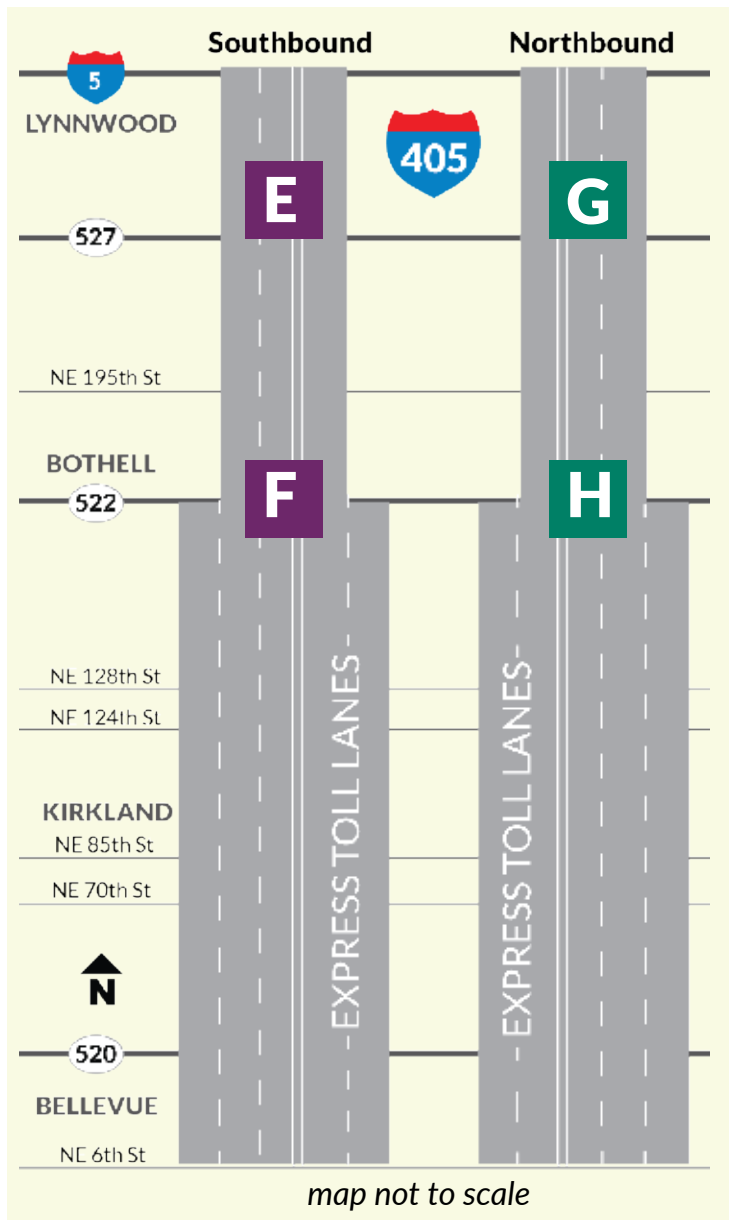 Southbound
Northbound
5
LYNNWOOD
405
E
G
527
NE 195th St
BOTHELL
F
H
522
NE 128th St
NE 124th St
EXPRESS TOLL LANES
EXPRESS TOLL LANES
KIRKLAND
NE 85th St
NE 70th St
N
520
BELLEVUE
NE 6th St
map not to scale